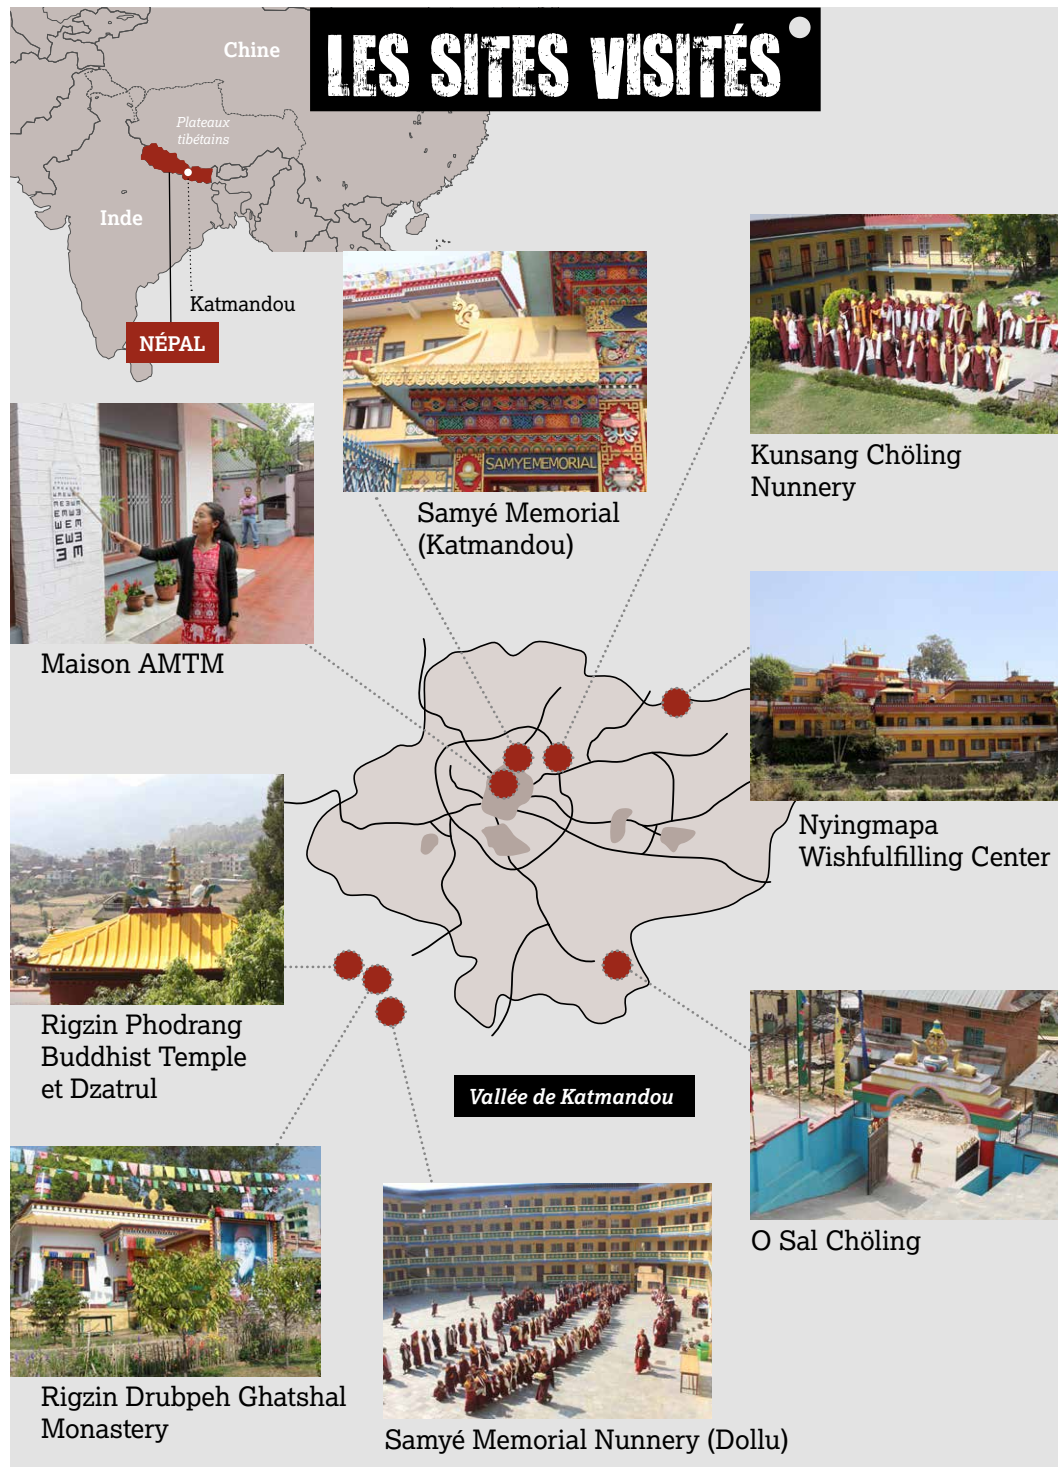 LES SITES VISITÉS
Chine
Plateaux
tibétains
Inde
Katmandou
NÉPAL
SAMYE MEMORIAL
Samyé Memorial
(Katmandou)
Kunsang Chöling
Nunnery
Maison AMTM
Nyingmapa
Wishfulfilling Center
Rigzin Phodrang
Buddhist Temple
et Dzatrul
Vallée de Katmandou
O Sal Chöling
Rigzin Drubpeh Ghatshal
Monastery
Samyé Memorial Nunnery (Dollu)